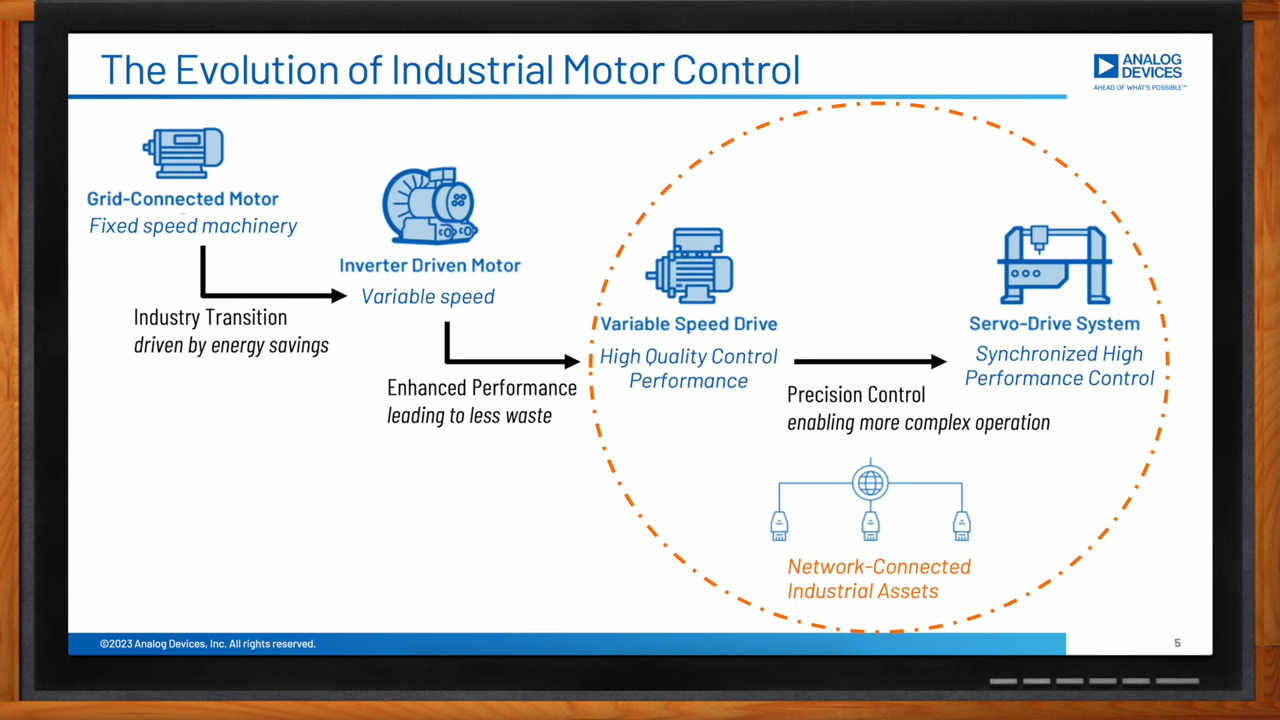 The Evolution of Industrial Motor Control
ANALOG
DEVICES
AHEAD OF WHAT'S POSSIBLE™
Grid-Connected Motor
Fixed speed machinery
Industry Transition
driven by energy savings
Inverter Driven Motor
Variable speed
Enhanced Performance
leading to less waste
Variable Speed Drive
High Quality Control
Performance
Precision Control
enabling more complex operation
Servo-Drive System
Synchronized High
Performance Control
Network-Connected
Industrial Assets
©2023 Analog Devices, Inc. All rights reserved.
5